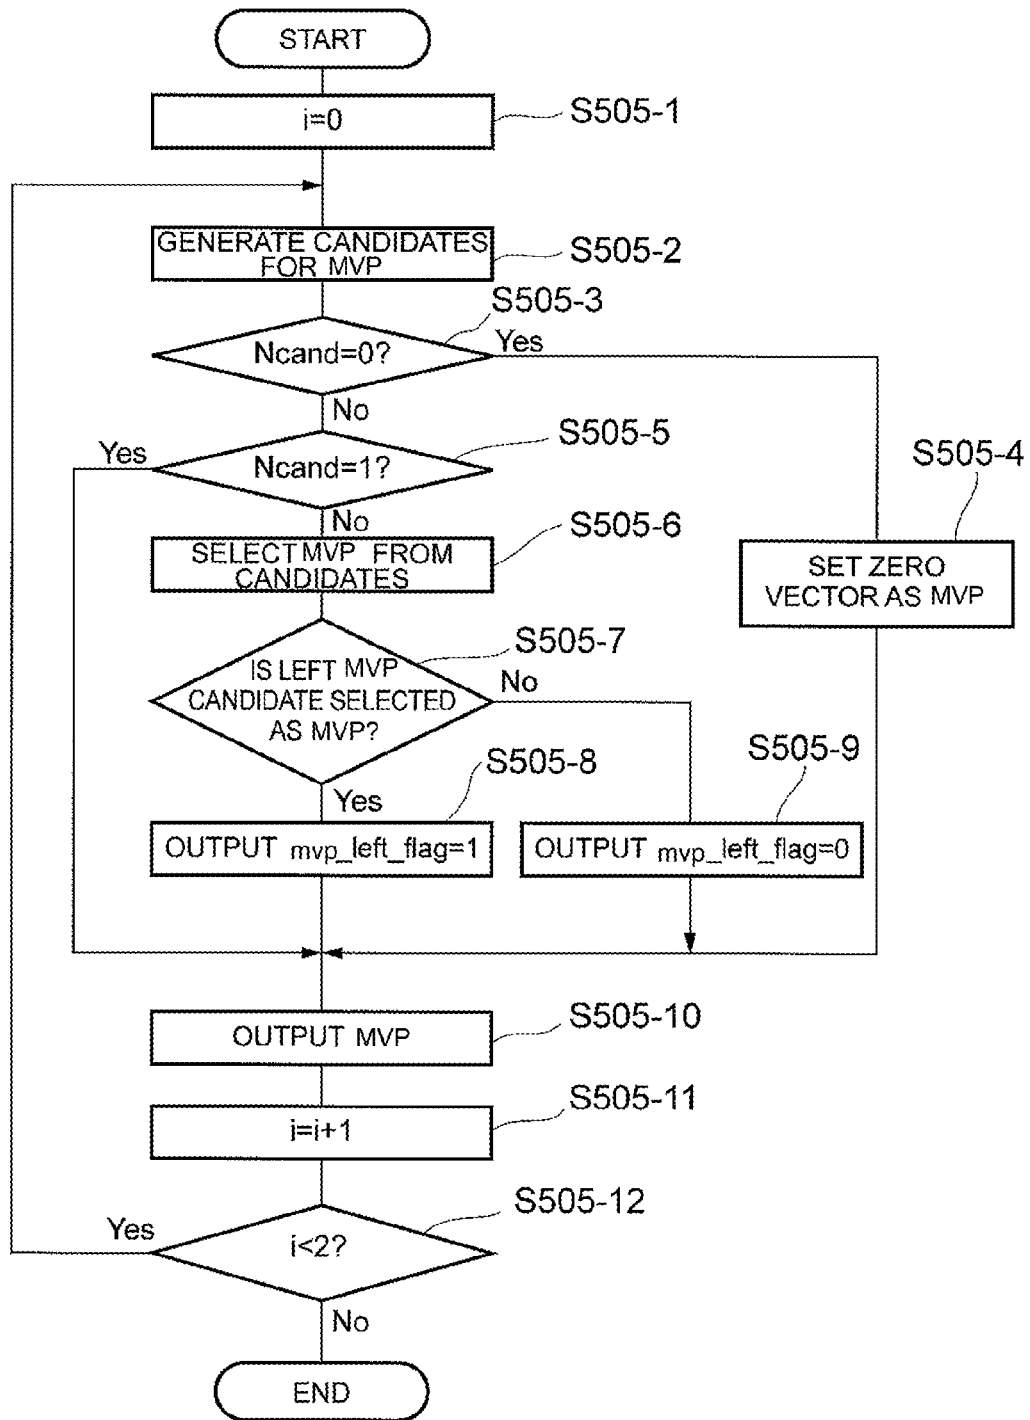 START
i=0
S505-1
GENERATE CANDIDATES
FOR MVP
S505-2
S505-3
Ncand=0?
Yes
No
S505-5
Yes
Ncand=1?
S505-4
No
S505-6
SELECT MVP FROM
CANDIDATES
SET ZERO
VECTOR AS MVP
S505-7
IS LEFT MVP
CANDIDATE SELECTED
AS MVP?
No
S505-8
S505-9
Yes
OUTPUT mvp_left_flag=1
OUTPUT mvp_left_flag=0
OUTPUT MVP
S505-10
i=i+1
S505-11
S505-12
Yes
i<2?
No
END